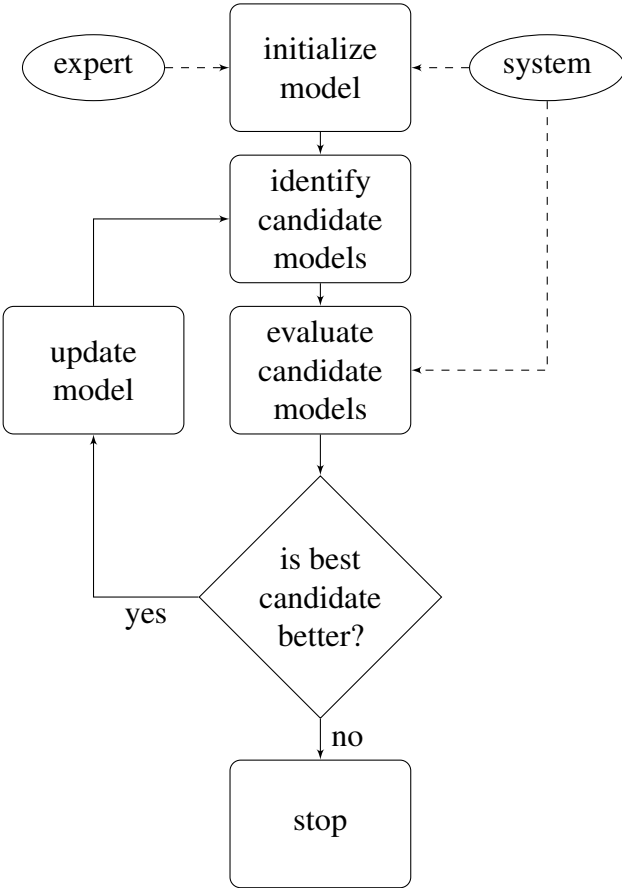 expert
initialize
model
system
identify
candidate
models
update
model
evaluate
candidate
models
is best
candidate
better?
yes
no
stop